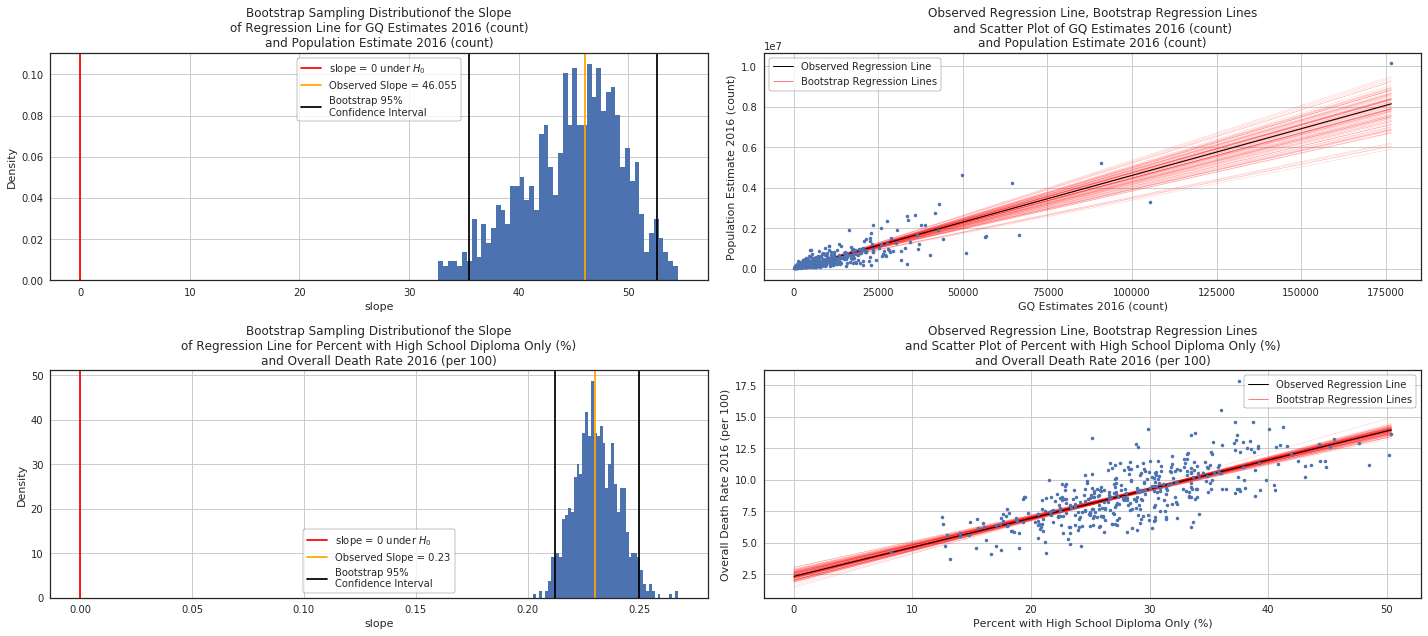 Bootstrap Sampling Distributionof the Slope
of Regression Line for GQ Estimates 2016 (count)
and Population Estimate 2016 (count)
slope = 0 under H0
Observed Slope = 46.055
Bootstrap 95%
Confidence Interval
Density
0.10
0.08
0.06
0.04
0.02
0.00
0 10 20 30 40 50
slope
Observed Regression Line, Bootstrap Regression Lines
and Scatter Plot of GQ Estimates 2016 (count)
and Population Estimate 2016 (count)
1e7
Observed Regression Line
Bootstrap Regression Lines
Population Estimate 2016 (count)
1.0
0.8
0.6
0.4
0.2
0.0
0 25000 50000 75000 100000 125000 150000 175000
GQ Estimates 2016 (count)
Bootstrap Sampling Distributionof the Slope
of Regression Line for Percent with High School Diploma Only (%)
and Overall Death Rate 2016 (per 100)
slope = 0 under H0
Observed Slope = 0.23
Bootstrap 95%
Confidence Interval
Density
50
40
30
20
10
0
0.00 0.05 0.10 0.15 0.20 0.25
slope
Observed Regression Line, Bootstrap Regression Lines
and Scatter Plot of Percent with High School Diploma Only (%)
and Overall Death Rate 2016 (per 100)
Observed Regression Line
Bootstrap Regression Lines
Overall Death Rate 2016 (per 100)
17.5
15.0
12.5
10.0
7.5
5.0
2.5
0 10 20 30 40 50
Percent with High School Diploma Only (%)